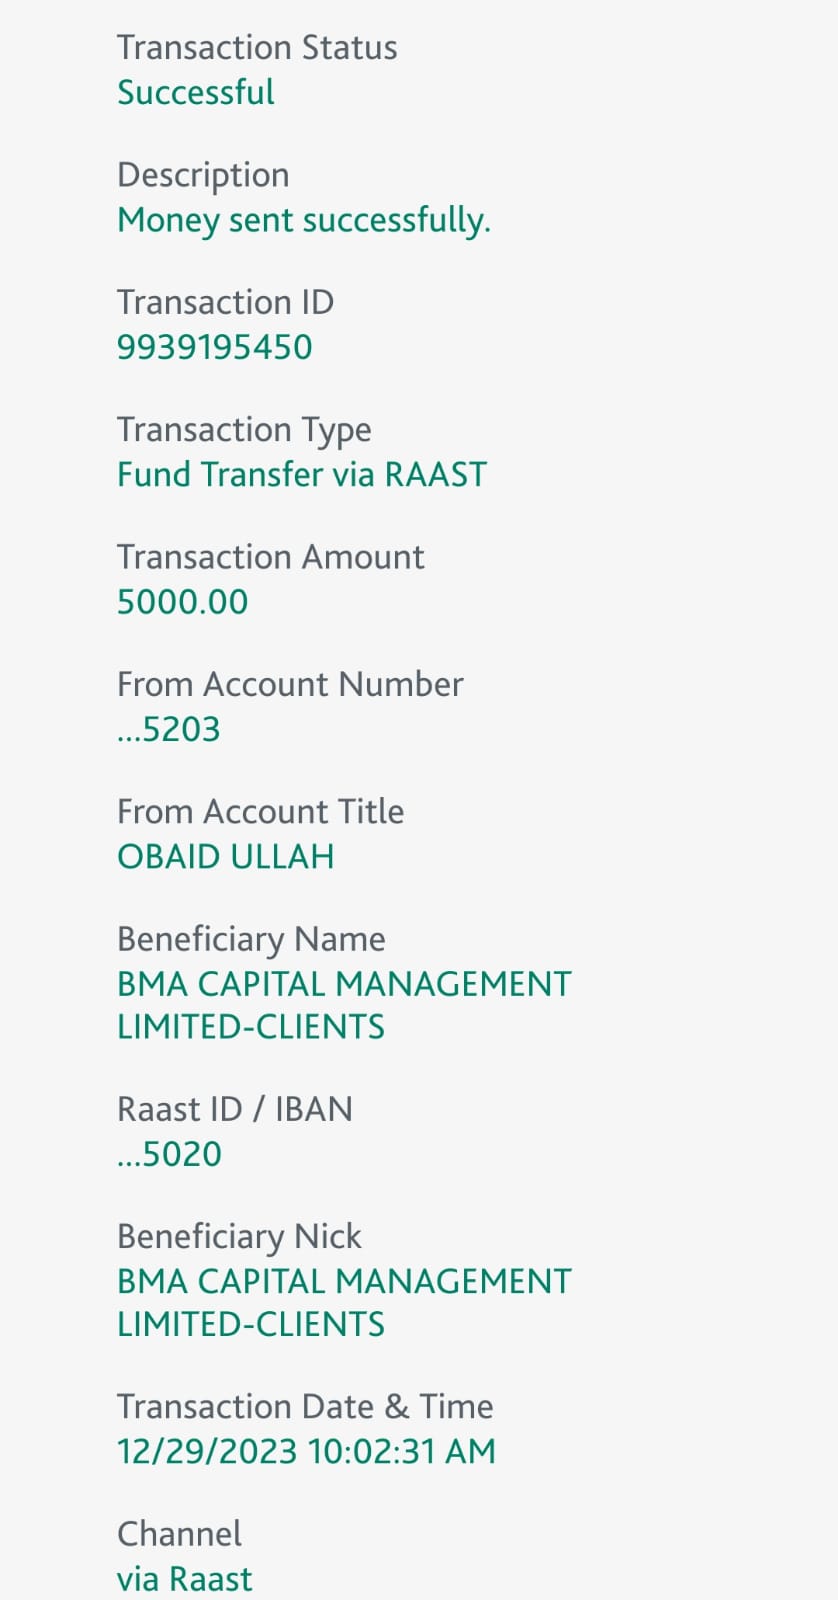 Transaction Status
Successful
Description
Money sent successfully.
Transaction ID
9939195450
Transaction Type
Fund Transfer via RAAST
Transaction Amount
5000.00
From Account Number
...5203
From Account Title
OBAID ULLAH
Beneficiary Name
BMA CAPITAL MANAGEMENT
LIMITED-CLIENTS
Raast ID / IBAN
...5020
Beneficiary Nick
BMA CAPITAL MANAGEMENT
LIMITED-CLIENTS
Transaction Date & Time
12/29/2023 10:02:31 AM
Channel
via Raast